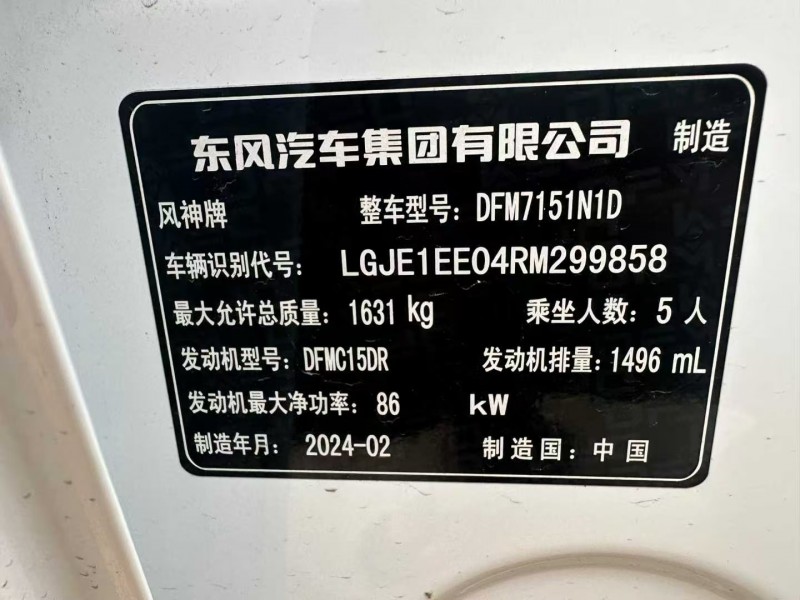 东风汽车集团有限公司 制造
风神牌 整车型号：DFM7151N1D
车辆识别代号：LGJE1EE04RM299858
最大允许总质量：1631 kg 乘坐人数：5 人
发动机型号：DFMC15DR 发动机排量：1496 mL
发动机最大净功率：86 kW
制造年月：2024-02 制造国：中国